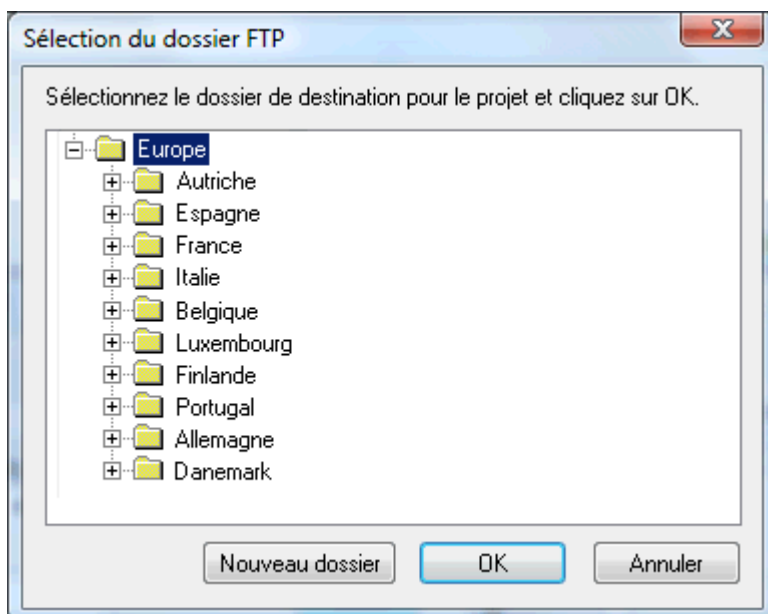 Sélection du dossier FTP
Sélectionnez le dossier de destination pour le projet et cliquez sur OK.
Europe
Autriche
Espagne
France
Italie
Belgique
Luxembourg
Finlande
Portugal
Allemagne
Danemark
Nouveau dossier OK Annuler